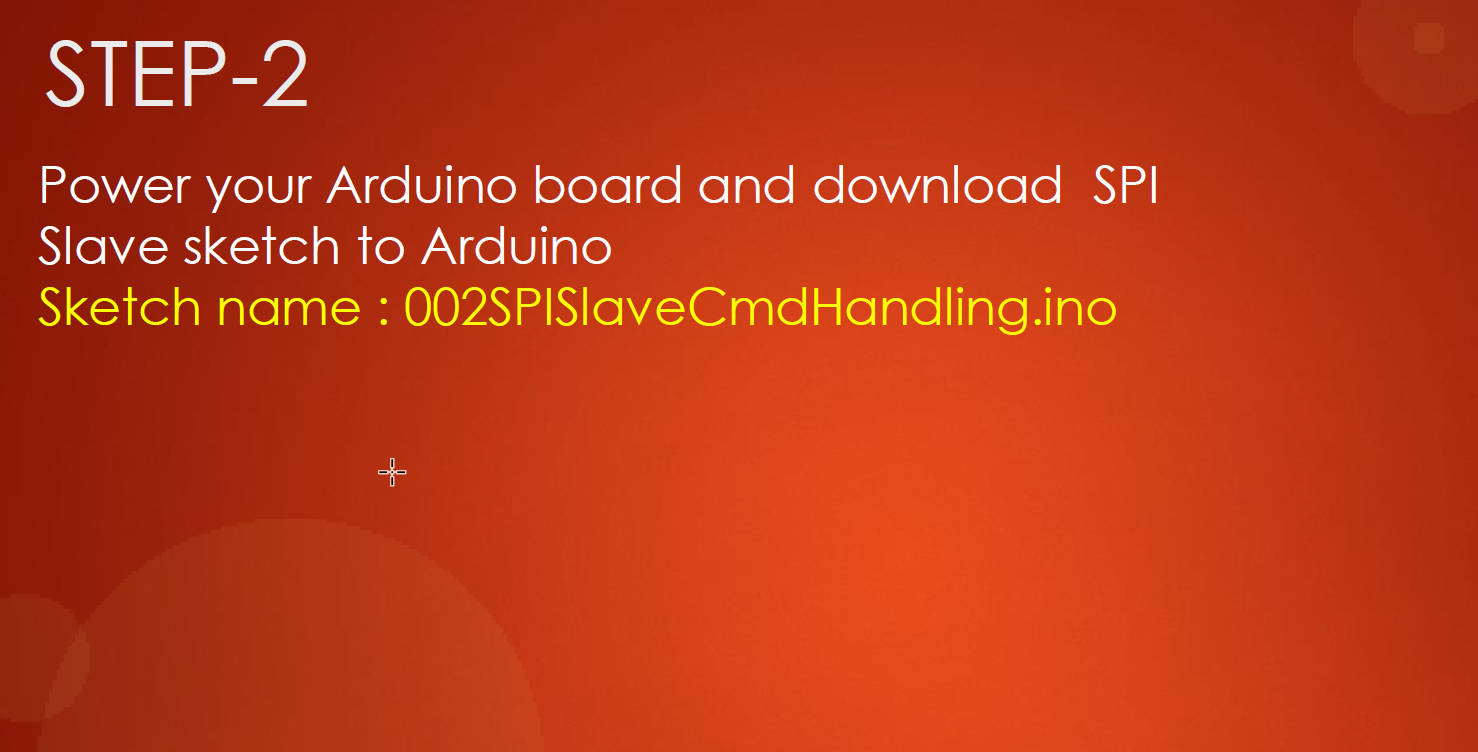 STEP-2
Power your Arduino board and download  SPI
Slave sketch to Arduino
Sketch name : 002SPISlaveCmdHandling.ino